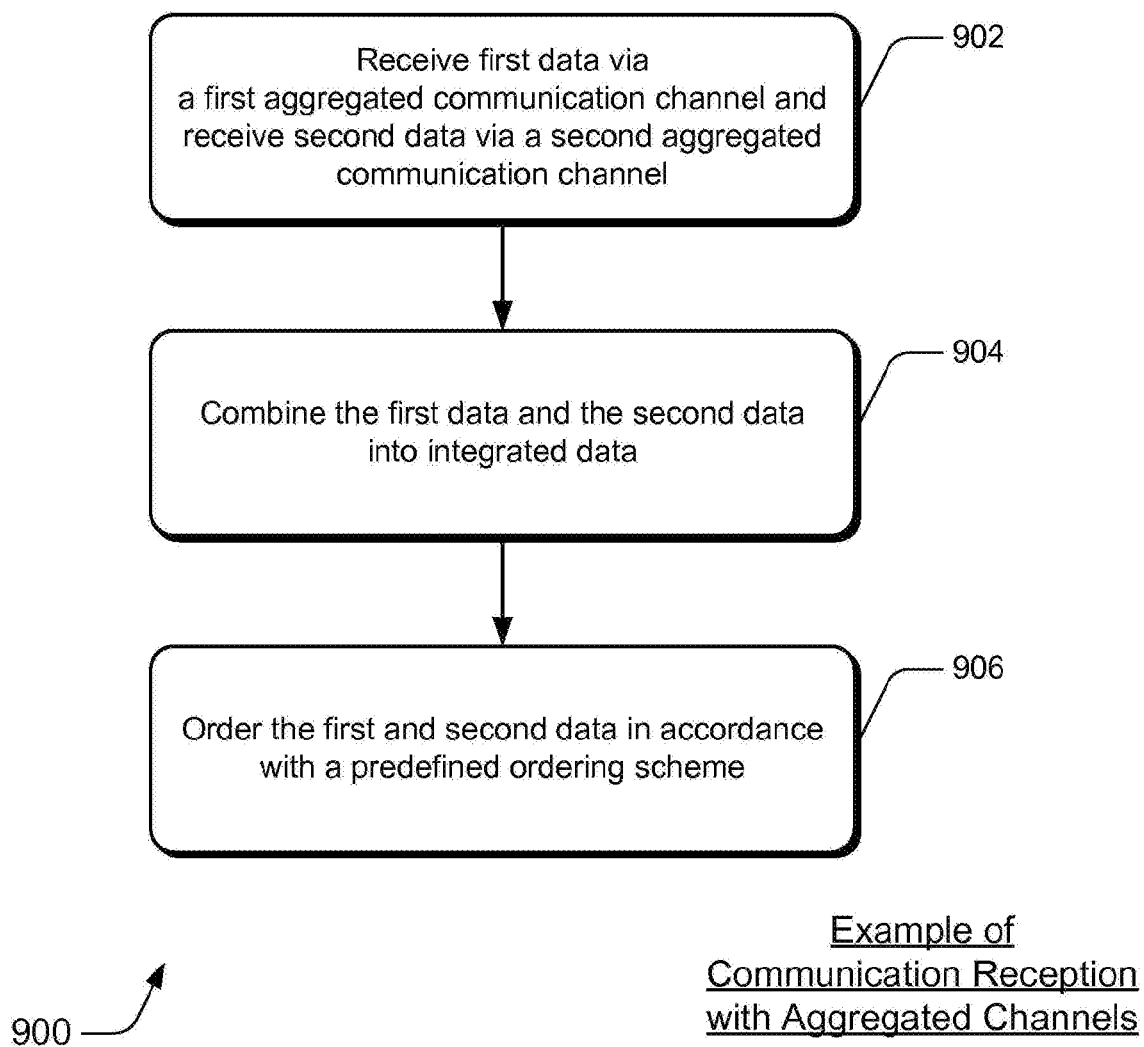 Receive first data via
a first aggregated communication channel and
receive second data via a second aggregated
communication channel
902
Combine the first data and the second data
into integrated data
904
Order the first and second data in accordance
with a predefined ordering scheme
906
Example of
Communication Reception
with Aggregated Channels
900